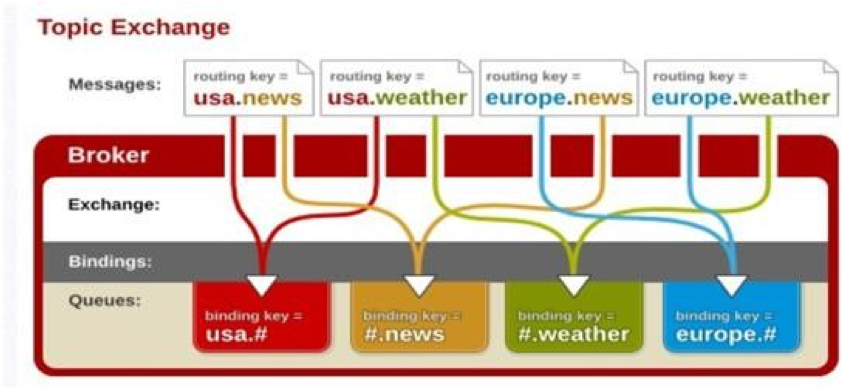 Topic Exchange
Messages:
routing key =
usa.news
routing key =
usa.weather
routing key =
europe.news
routing key =
europe.weather
Broker
Exchange:
Bindings:
Queues:
binding key =
usa.#
binding key =
#.news
binding key =
#.weather
binding key =
europe.#